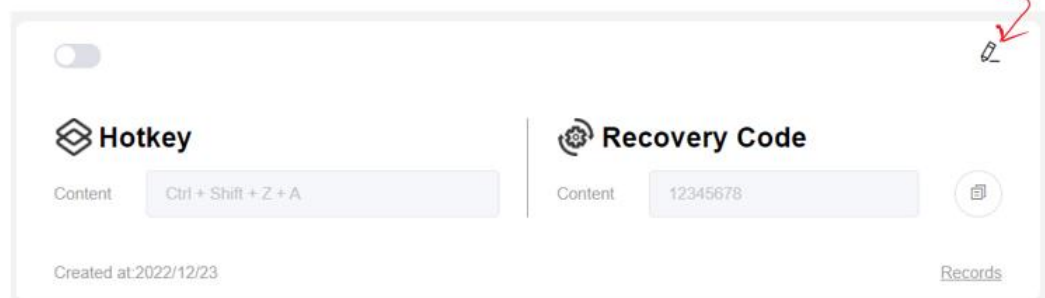 Hotkey
Recovery Code
Content
Ctrl + Shift + Z + A
Content
12345678
Created at:2022/12/23
Records